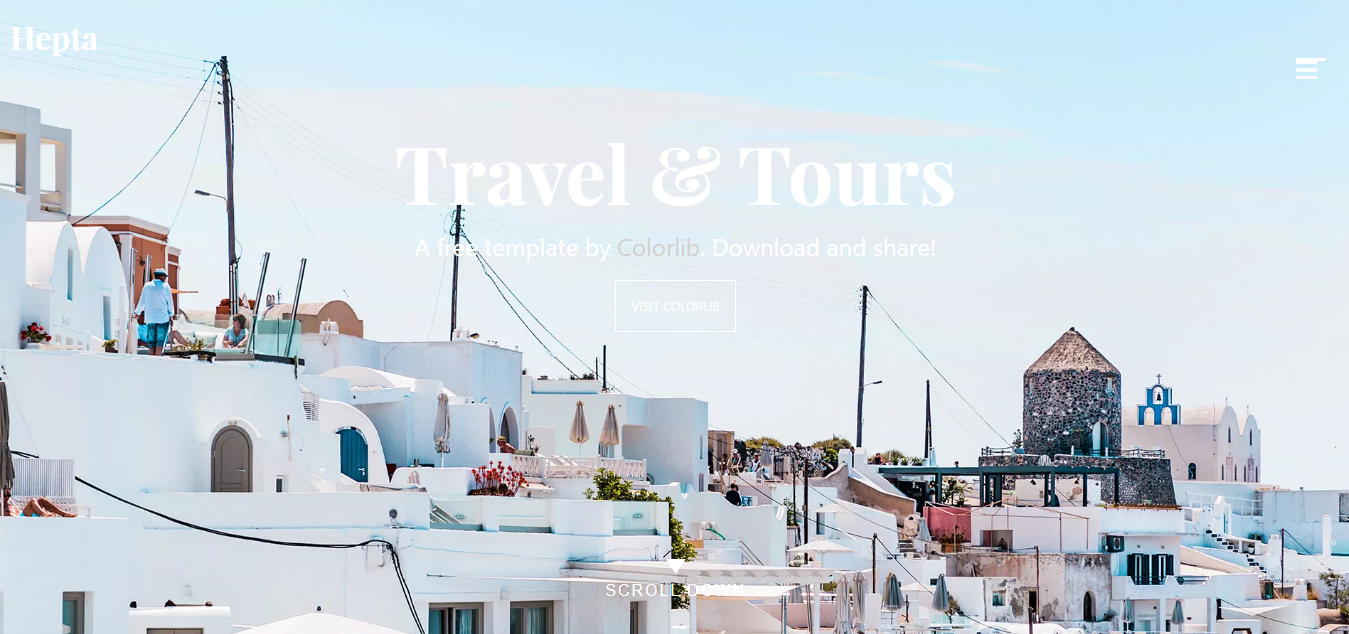 Hepta
Travel & Tours
A free template by Colorlib. Download and share!
VISIT COLORLIB
SCROLL DOWN